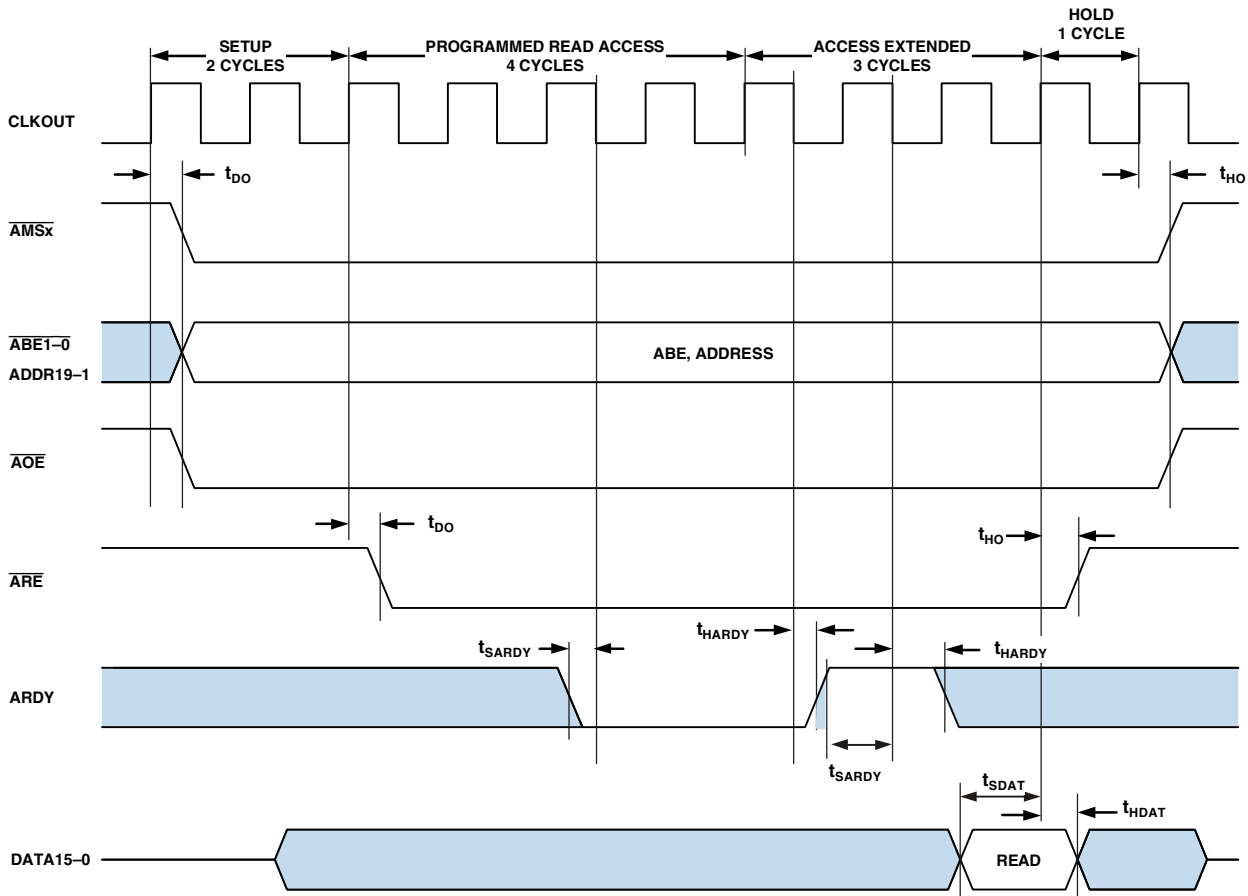 SETUP
2 CYCLES
PROGRAMMED READ ACCESS
4 CYCLES
ACCESS EXTENDED
3 CYCLES
HOLD
1 CYCLE
CLKOUT
tDO
tHO
AMSx
ABE1–0
ADDR19–1
ABE, ADDRESS
AOE
tDO
tHO
ARE
tSARDY
tHARDY
tHARDY
ARDY
tSARDY
tSDAT
tHDAT
DATA15–0
READ